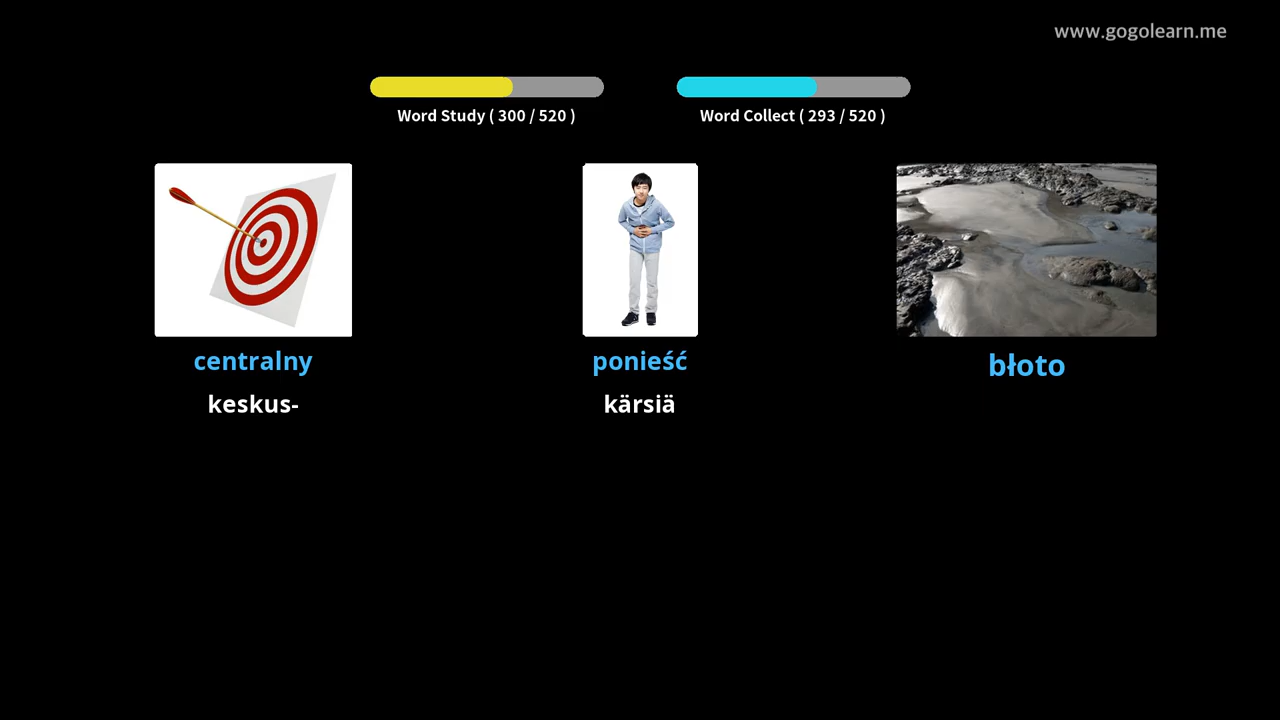 www.gogolearn.me
Word Study ( 300 / 520 )
Word Collect ( 293 / 520 )
centralny
ponieść
błoto
keskus-
kärsiä